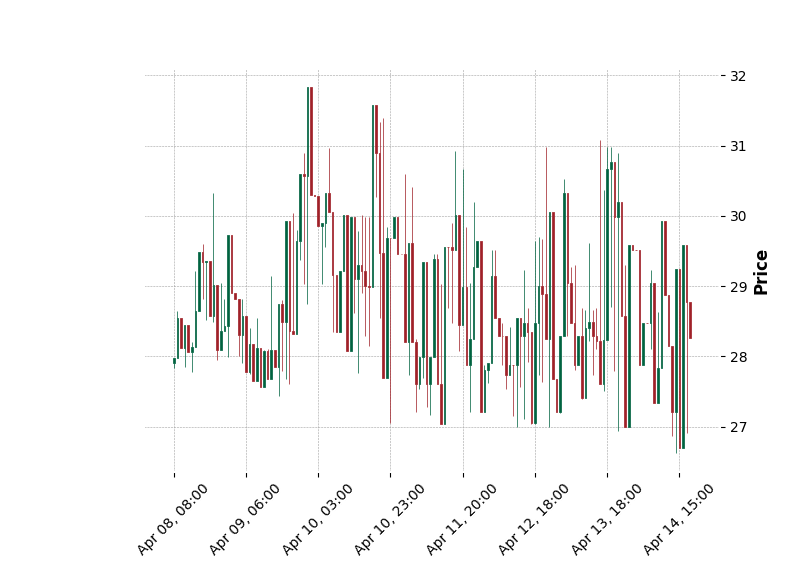 32
31
30
29
28
27
Price
Apr 08, 08:00
Apr 09, 06:00
Apr 10, 03:00
Apr 10, 23:00
Apr 11, 20:00
Apr 12, 18:00
Apr 13, 18:00
Apr 14, 15:00